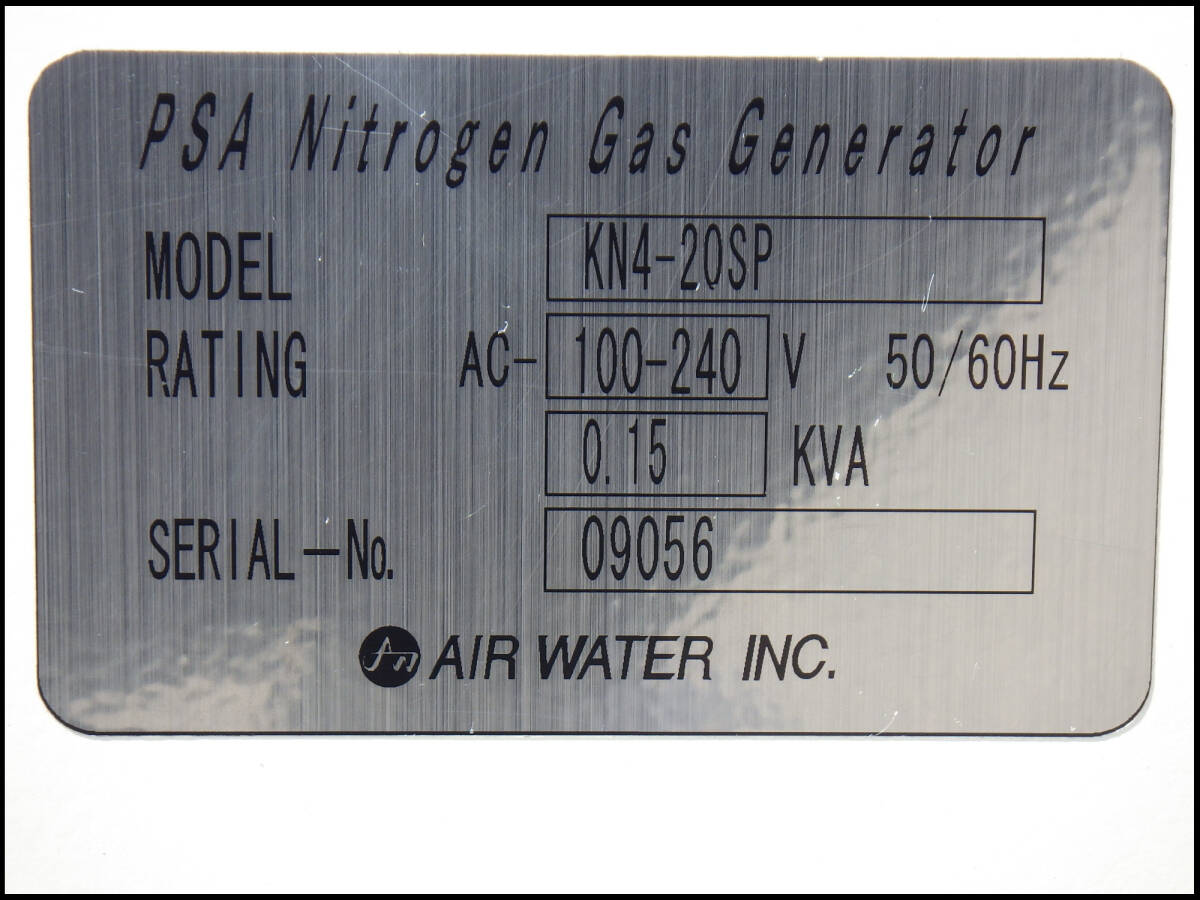 PSA Nitrogen Gas Generator
MODEL KN4-20SP
RATING AC- 100-240 V 50/60Hz
0.15 KVA
SERIAL-No. 09056
AW AIR WATER INC.